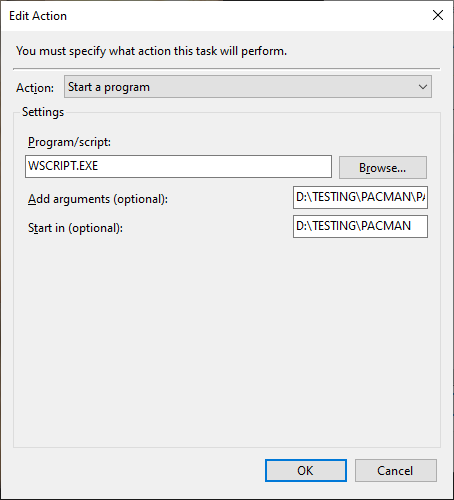 Edit Action
You must specify what action this task will perform.
Action: Start a program
Settings
Program/script:
WSCRIPT.EXE Browse...
Add arguments (optional): D:\TESTING\PACMAN\PA
Start in (optional): D:\TESTING\PACMAN
OK Cancel